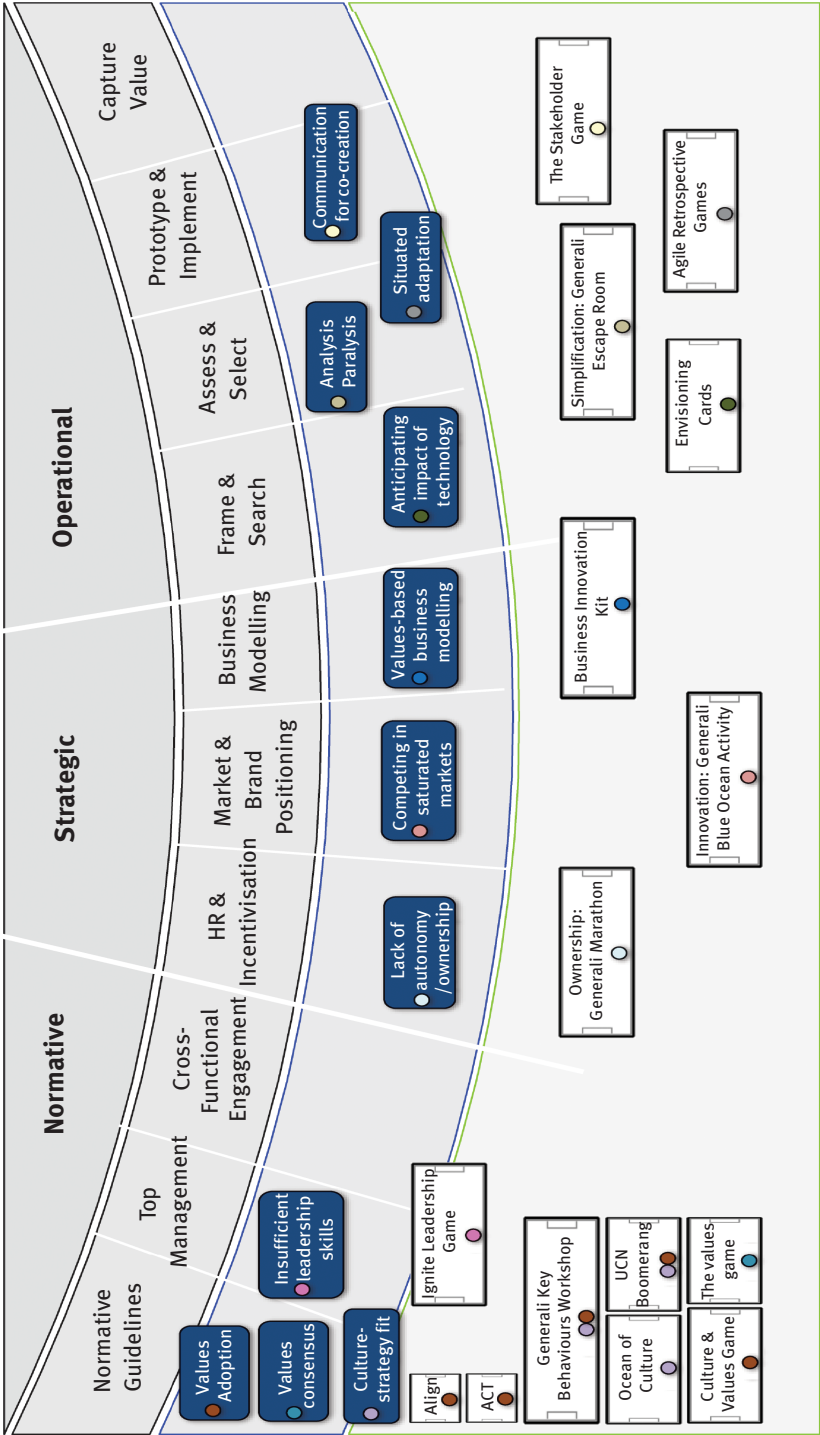 Normative
Strategic
Operational
Normative
Guidelines
Top
Management
Cross-
Functional
Engagement
HR &
Incentivisation
Market &
Brand
Positioning
Business
Modelling
Frame &
Search
Assess &
Select
Prototype &
Implement
Capture
Value
Values
Adoption
Values
consensus
Culture-
strategy fit
Insufficient
leadership
skills
Lack of
autonomy
/ownership
Competing in
saturated
markets
Values-based
business
modelling
Anticipating
impact of
technology
Analysis
Paralysis
Situated
adaptation
Communication
for co-creation
Align
ACT
Ignite Leadership
Game
Generali Key
Behaviours Workshop
Ocean of
Culture
UCN
Boomerang
Culture &
Values Game
The values
game
Ownership:
Generali Marathon
Innovation: Generali
Blue Ocean Activity
Business Innovation
Kit
Envisioning
Cards
Simplification: Generali
Escape Room
Agile Retrospective
Games
The Stakeholder
Game